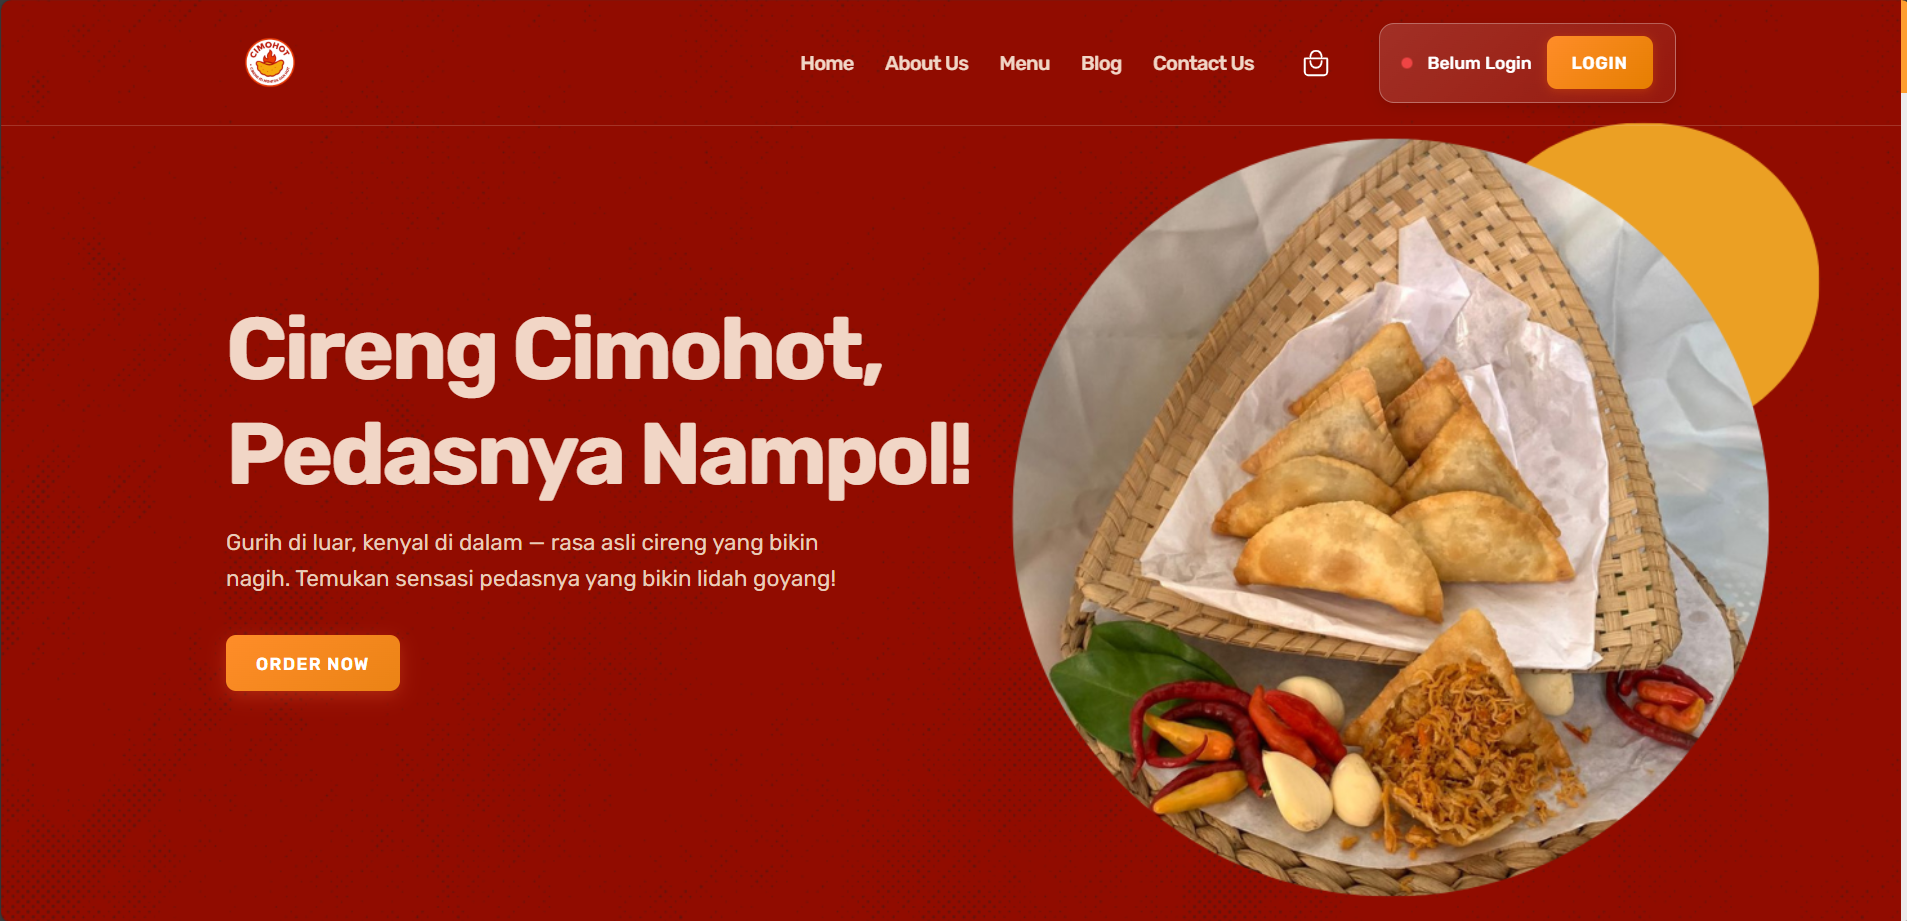 CIMOHOT
Home
About Us
Menu
Blog
Contact Us
Belum Login
LOGIN
Cireng Cimohot,
Pedasnya Nampol!
Gurih di luar, kenyal di dalam — rasa asli cireng yang bikin
nagih. Temukan sensasi pedasnya yang bikin lidah goyang!
ORDER NOW